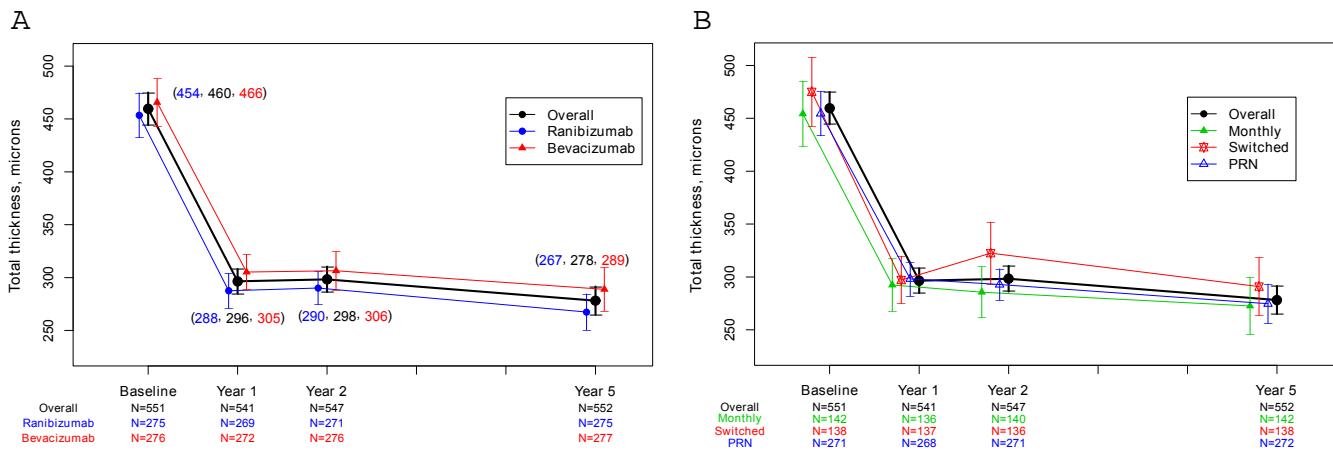 A
Total thickness, microns
500
450
400
350
300
250
(454, 460, 466)
(288, 296, 305)
(290, 298, 306)
(267, 278, 289)
Overall
Ranibizumab
Bevacizumab
Baseline Year 1 Year 2 Year 5
Overall N=551 N=541 N=547 N=552
Ranibizumab N=275 N=269 N=271 N=275
Bevacizumab N=276 N=272 N=276 N=277
B
Total thickness, microns
500
450
400
350
300
250
Overall
Monthly
Switched
PRN
Baseline Year 1 Year 2 Year 5
Overall N=551 N=541 N=547 N=552
Monthly N=142 N=136 N=140 N=142
Switched N=138 N=137 N=136 N=138
PRN N=271 N=268 N=271 N=272